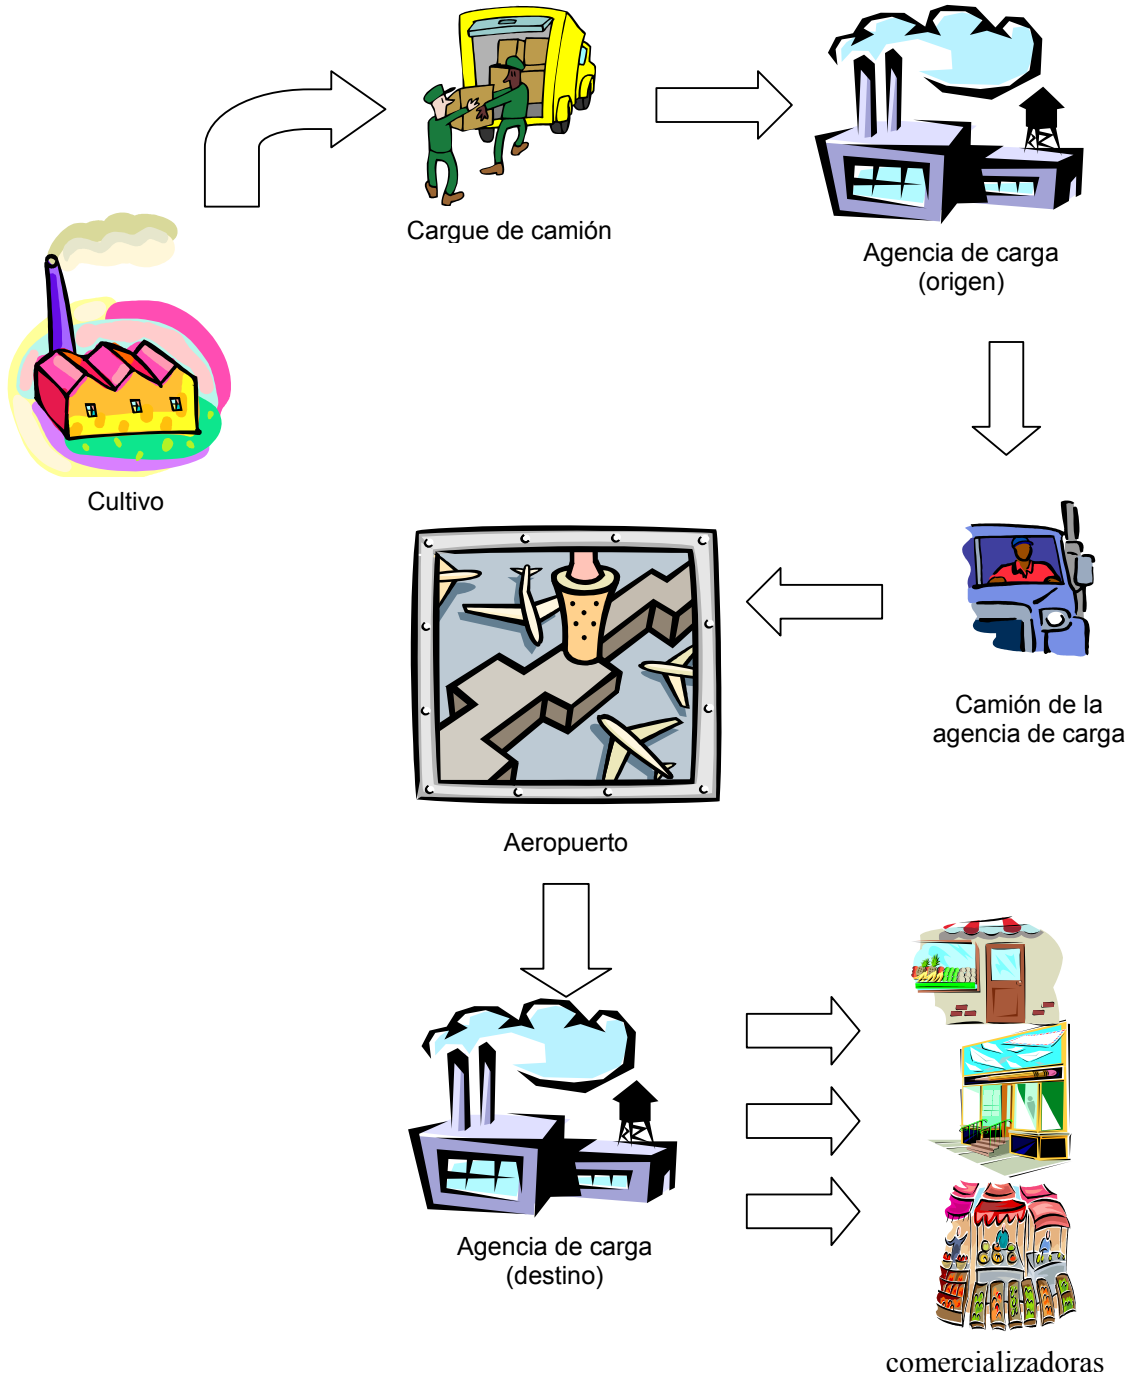 Cargue de camión
Agencia de carga
(origen)
Cultivo
Camión de la
agencia de carga
Aeropuerto
Agencia de carga
(destino)
comercializadoras